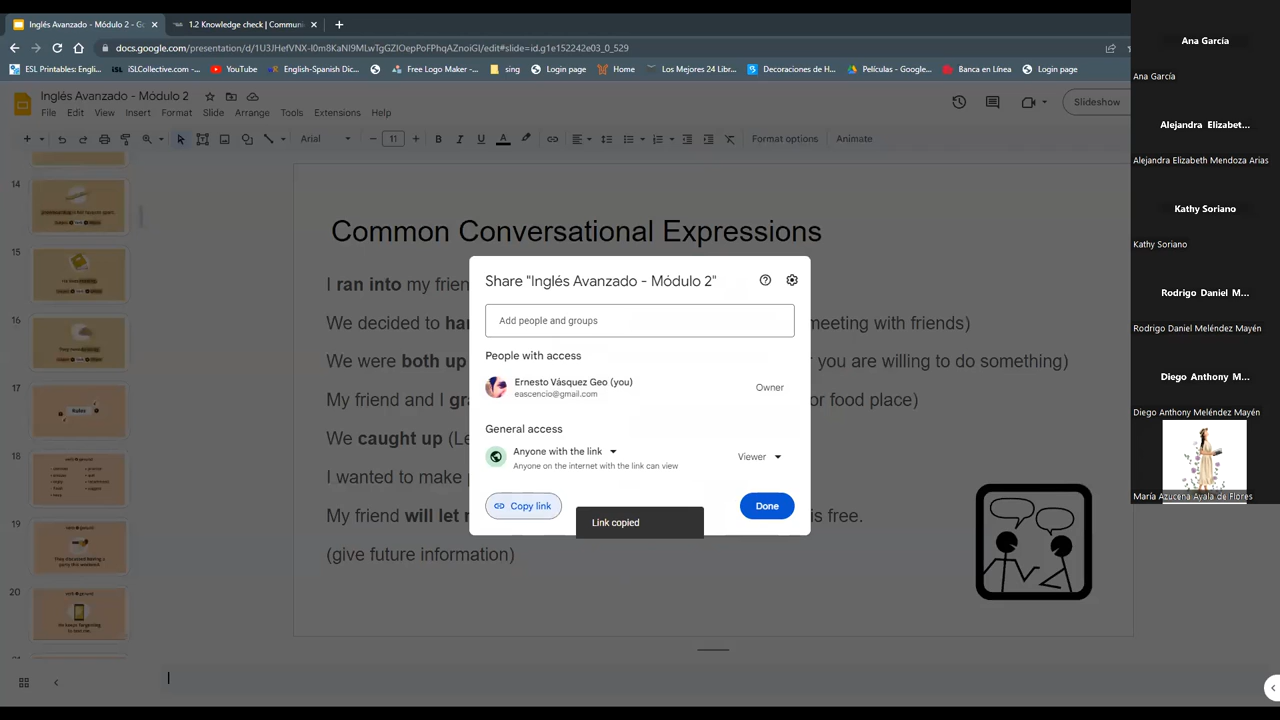 Inglés Avanzado - Módulo 2 - Go
1.2 Knowledge check | Communi
docs.google.com/presentation/d/1U3JHefVNX-I0m8KaNI9MLwTgGZIOepPoFPhqAZnoiGI/edit#slide=id.g1e152242e03_0_529
ESL Printables: Engli...
iSLCollective.com -...
YouTube
English-Spanish Dic...
Login page
Free Logo Maker -...
sing
Login page
Home
Los Mejores 24 Libr...
Decoraciones de H...
Películas - Google...
Banca en Línea
Login page
Inglés Avanzado - Módulo 2
File Edit View Insert Format Slide Arrange Tools Extensions Help
Slideshow
Arial
11
Format options
Animate
14
15
16
17
Rules
18
19
20
Common Conversational Expressions
I ran into my frien
We decided to
meeting with friends)
We were both up
you are willing to do something)
My friend and I
or food place)
We caught up (Le
I wanted to make
My friend will let
is free.
(give future information)
Share "Inglés Avanzado - Módulo 2"
Add people and groups
People with access
Ernesto Vásquez Geo (you)
eascencio@gmail.com
Owner
General access
Anyone with the link
Anyone on the internet with the link can view
Viewer
Copy link
Link copied
Done
Ana García
Ana García
Alejandra Elizabet...
Alejandra Elizabeth Mendoza Arias
Kathy Soriano
Kathy Soriano
Rodrigo Daniel M...
Rodrigo Daniel Meléndez Mayén
Diego Anthony M...
Diego Anthony Meléndez Mayén
María Azucena Ayala de Flores